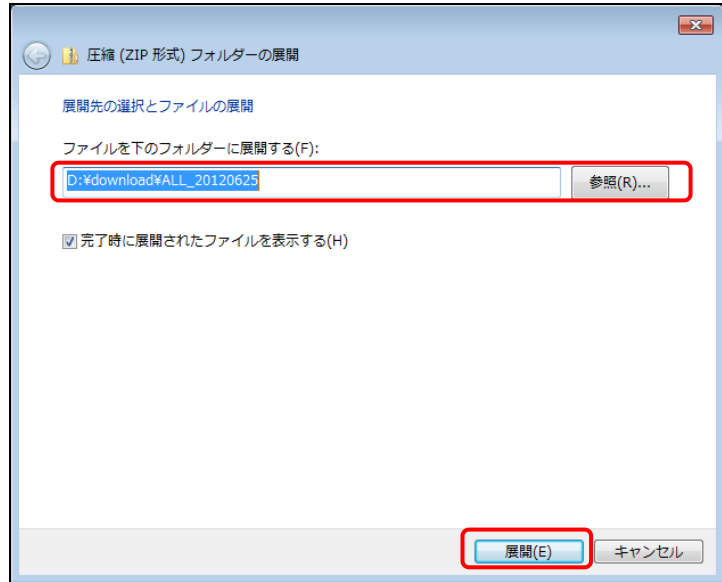 圧縮 (ZIP 形式) フォルダーの展開
展開先の選択とファイルの展開
ファイルを下のフォルダーに展開する(F):
D:¥download¥ALL_20120625
参照(R)...
完了時に展開されたファイルを表示する(H)
展開(E)
キャンセル